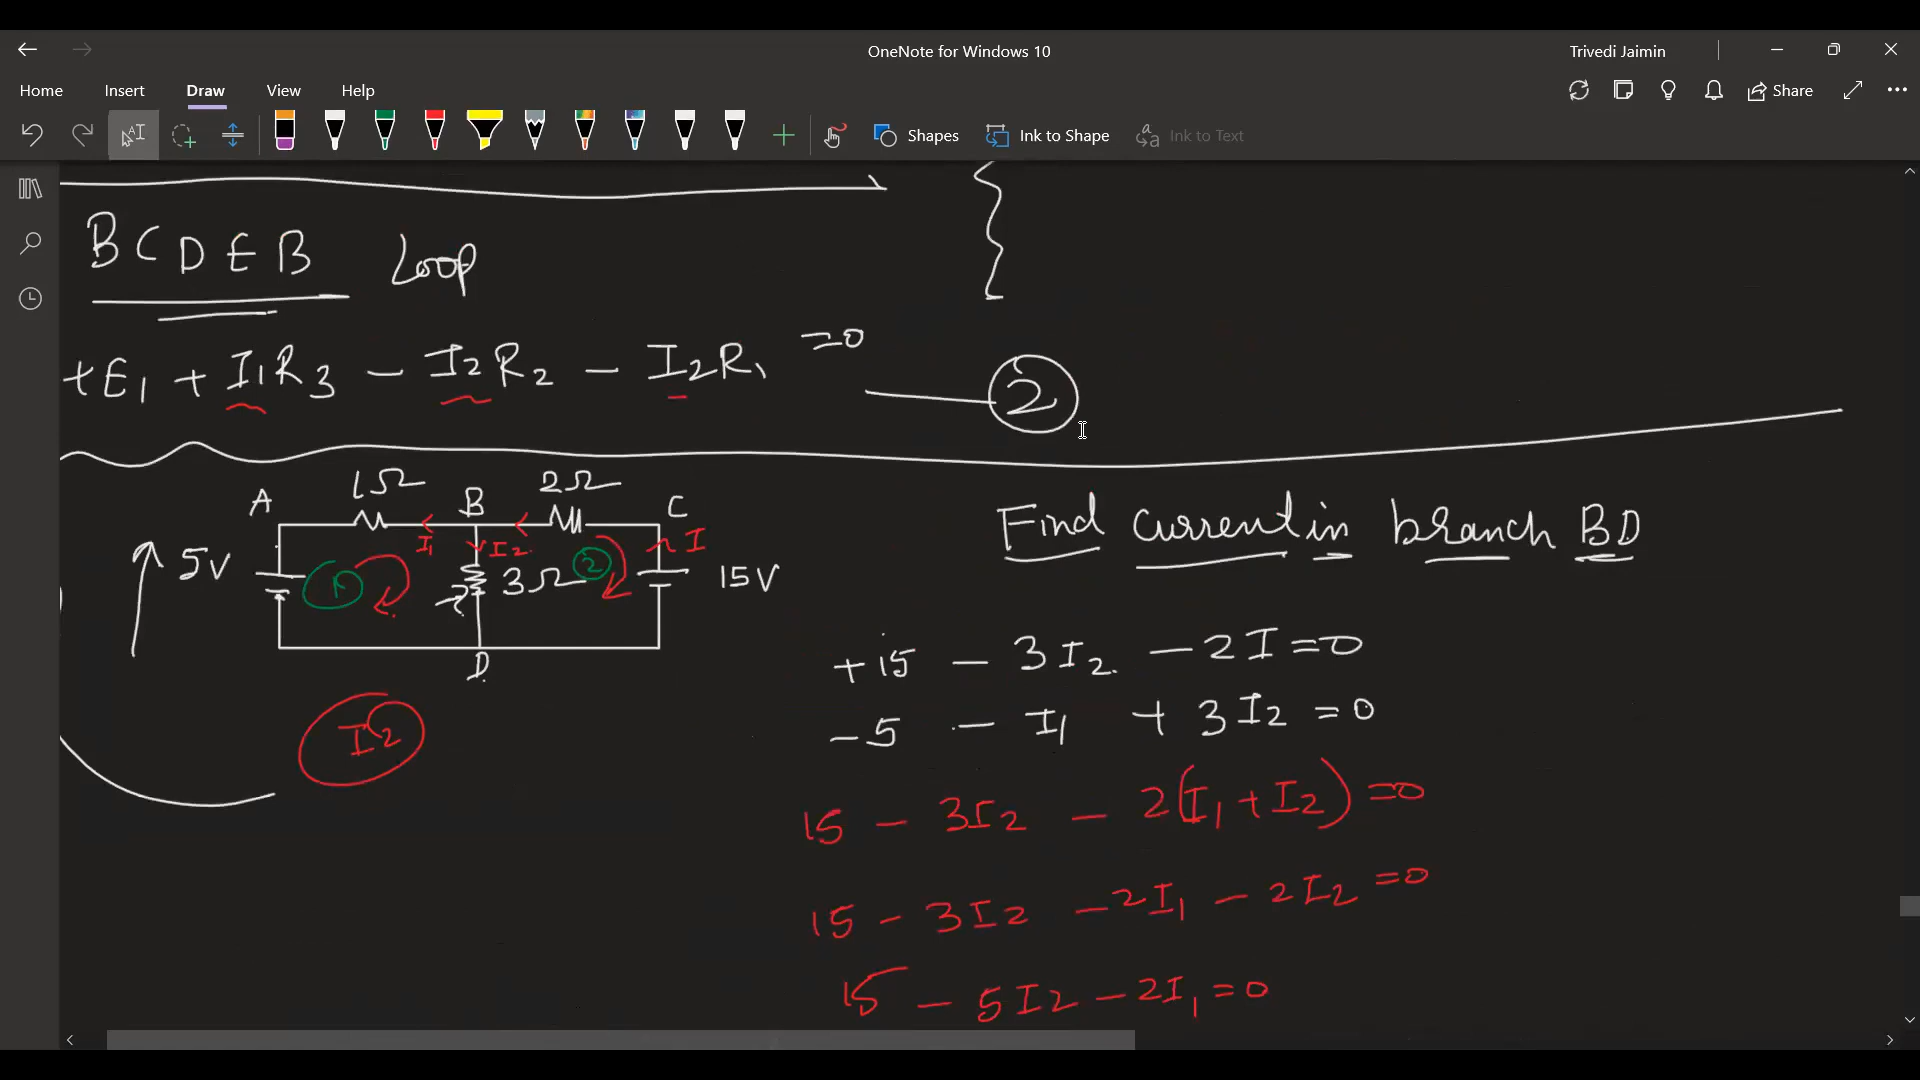 OneNote for Windows 10
Trivedi Jaimin
Home Insert Draw View Help
Share
Shapes Ink to Shape Ink to Text
B C D E B Loop
+E₁ + I₁R₃ − I₂R₂ − I₂R₁ =0
2
A 1Ω B 2Ω C
5V 1 I₁ I₂ 3Ω 2 I 15V
D
I2
Find current in branch BD
+15 − 3I₂ − 2I =0
−5 − I₁ + 3I₂ =0
15 − 3I₂ − 2(I₁ + I₂) =0
15 − 3I₂ − 2I₁ − 2I₂ =0
15 − 5I₂ − 2I₁ =0